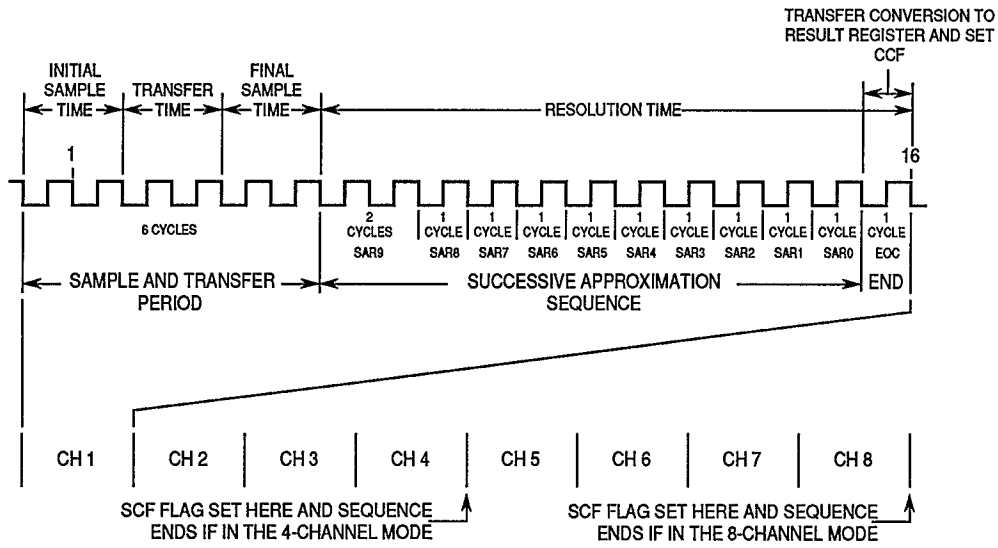 TRANSFER CONVERSION TO
RESULT REGISTER AND SET
CCF
INITIAL
SAMPLE
TIME
TRANSFER
TIME
FINAL
SAMPLE
TIME
RESOLUTION TIME
1
16
6 CYCLES
2
CYCLES
SAR9
1
CYCLE
SAR8
1
CYCLE
SAR7
1
CYCLE
SAR6
1
CYCLE
SAR5
1
CYCLE
SAR4
1
CYCLE
SAR3
1
CYCLE
SAR2
1
CYCLE
SAR1
1
CYCLE
SAR0
1
CYCLE
EOC
SAMPLE AND TRANSFER
PERIOD
SUCCESSIVE APPROXIMATION
SEQUENCE
END
CH 1
CH 2
CH 3
CH 4
CH 5
CH 6
CH 7
CH 8
SCF FLAG SET HERE AND SEQUENCE
ENDS IF IN THE 4-CHANNEL MODE
SCF FLAG SET HERE AND SEQUENCE
ENDS IF IN THE 8-CHANNEL MODE